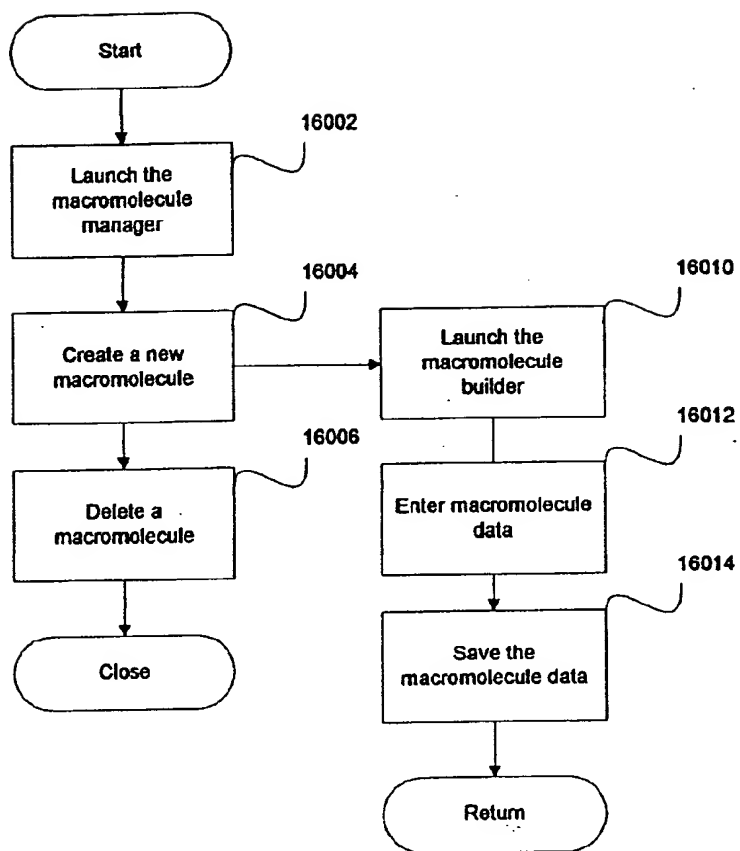 Start
16002
Launch the
macromolecule
manager
16004
Create a new
macromolecule
16006
Delete a
macromolecule
Close
16010
Launch the
macromolecule
builder
16012
Enter macromolecule
data
16014
Save the
macromolecule data
Return